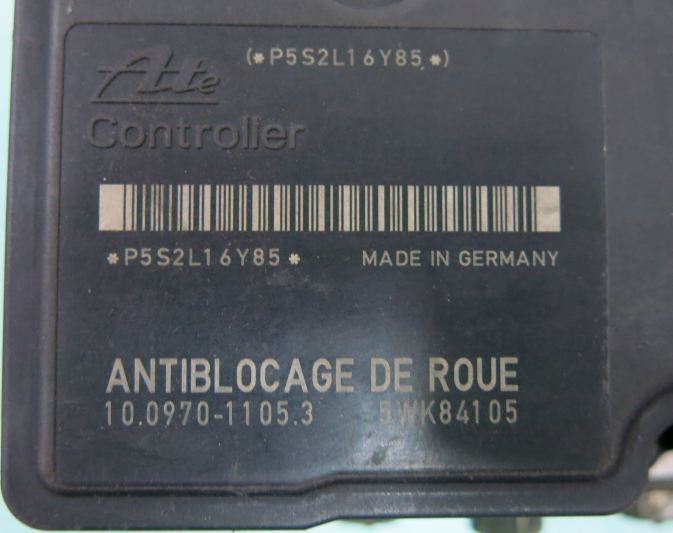 (*P5S2L16Y85*)
Ate
Controller
*P5S2L16Y85*   MADE IN GERMANY
ANTIBLOCAGE DE ROUE
10.0970-1105.3   5WK84105